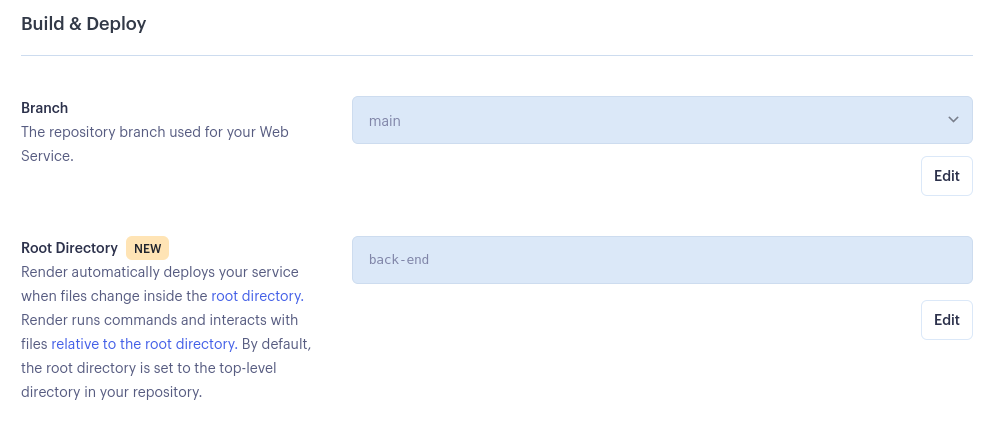 Build & Deploy
Branch
The repository branch used for your Web
Service.
main
Edit
Root Directory NEW
Render automatically deploys your service
when files change inside the root directory.
Render runs commands and interacts with
files relative to the root directory. By default,
the root directory is set to the top-level
directory in your repository.
back-end
Edit